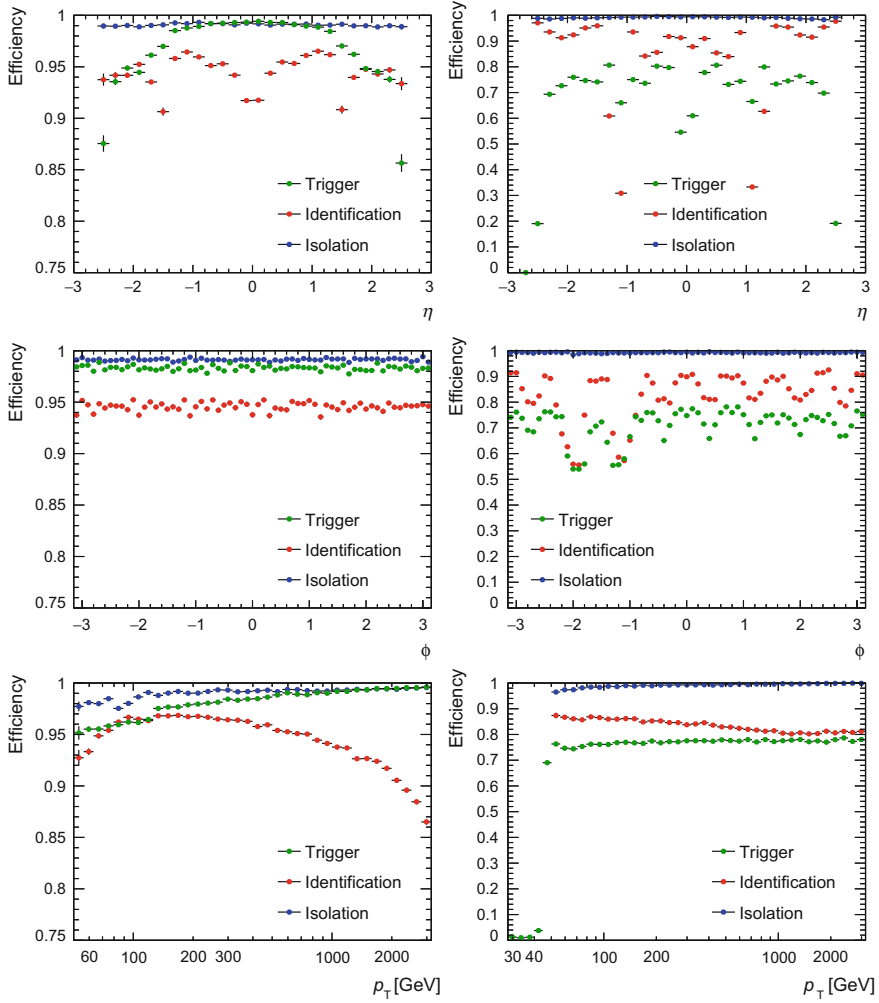 Efficiency
1
0.95
0.9
0.85
0.8
0.75
Trigger
Identification
Isolation
−3 −2 −1 0 1 2 3
η
Efficiency
1
0.9
0.8
0.7
0.6
0.5
0.4
0.3
0.2
0.1
0
Trigger
Identification
Isolation
−3 −2 −1 0 1 2 3
η
Efficiency
1
0.95
0.9
0.85
0.8
0.75
Trigger
Identification
Isolation
−3 −2 −1 0 1 2 3
ϕ
Efficiency
1
0.9
0.8
0.7
0.6
0.5
0.4
0.3
0.2
0.1
0
Trigger
Identification
Isolation
−3 −2 −1 0 1 2 3
ϕ
Efficiency
1
0.95
0.9
0.85
0.8
0.75
Trigger
Identification
Isolation
60 100 200 300 1000 2000
p_T [GeV]
Efficiency
1
0.9
0.8
0.7
0.6
0.5
0.4
0.3
0.2
0.1
0
Trigger
Identification
Isolation
30 40 100 200 1000 2000
p_T [GeV]